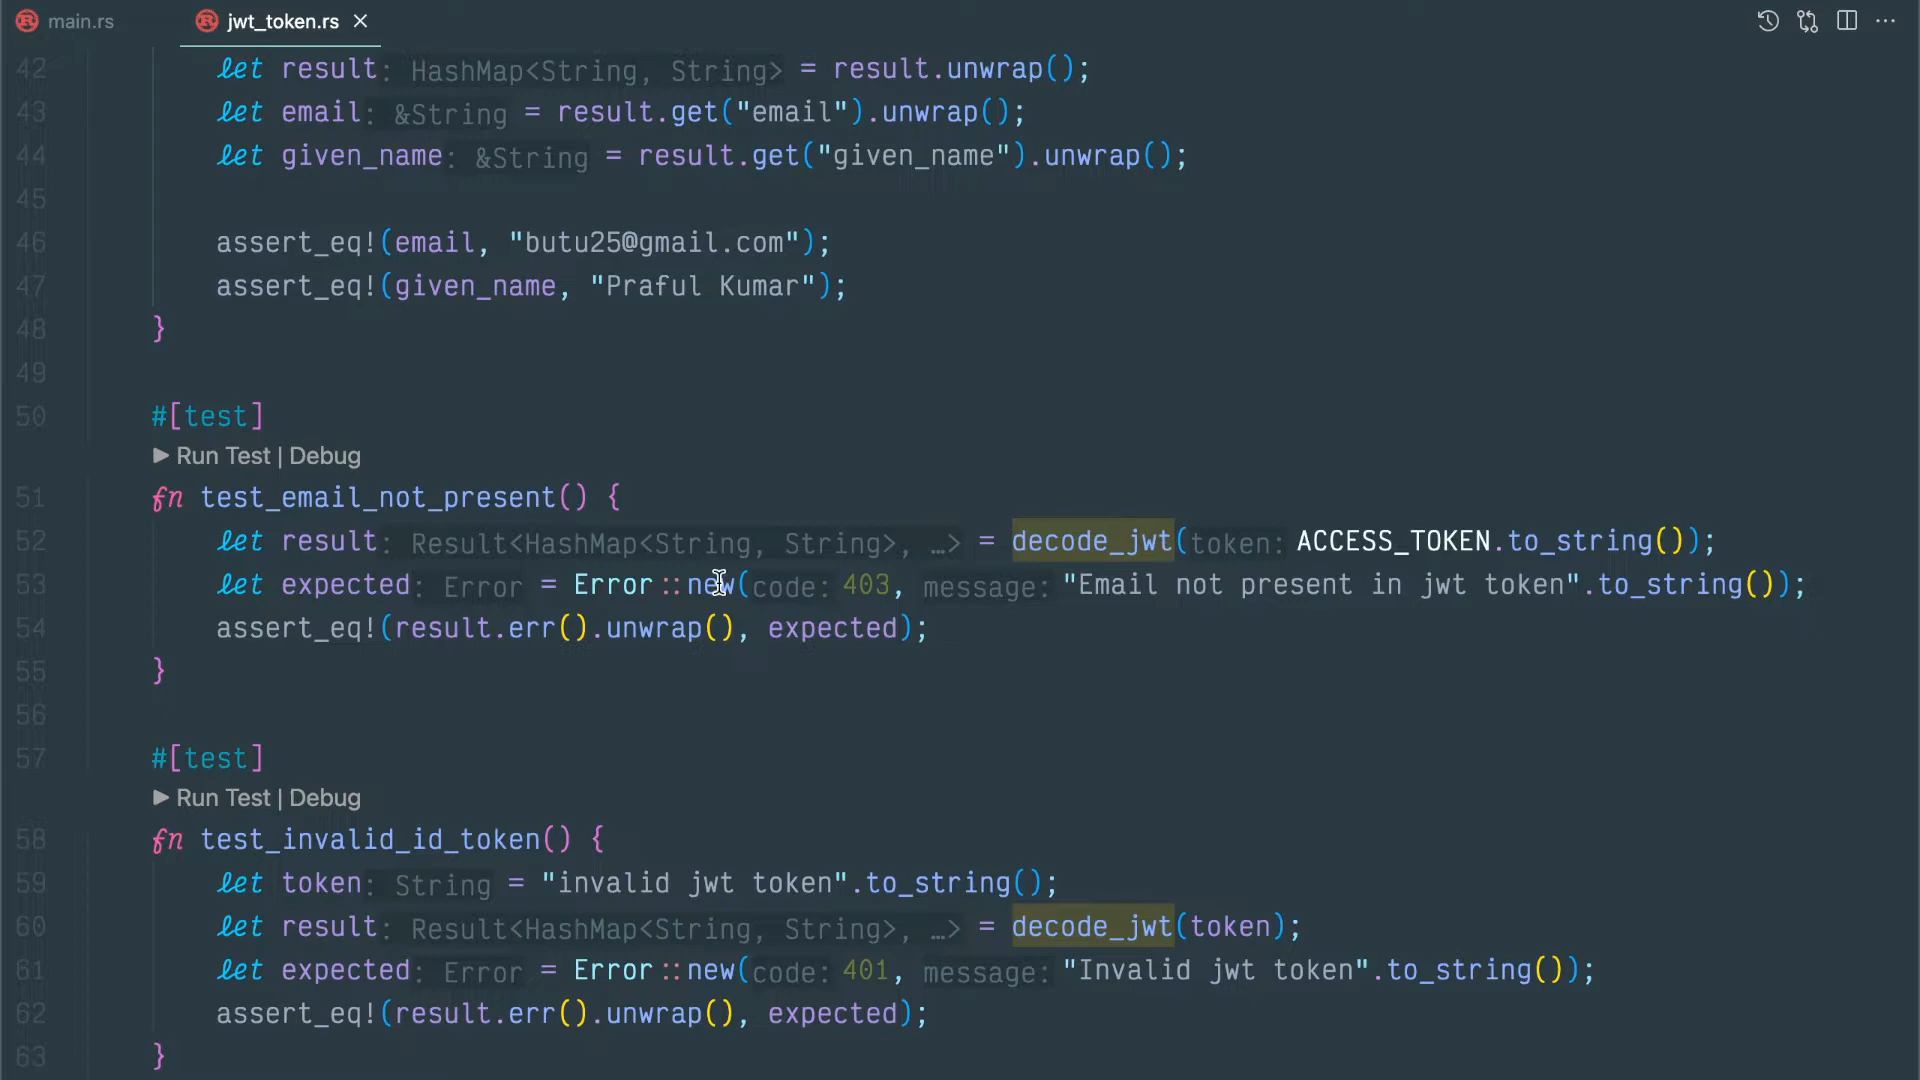 main.rs jwt_token.rs
42 let result: HashMap<String, String> = result.unwrap();
43 let email: &String = result.get("email").unwrap();
44 let given_name: &String = result.get("given_name").unwrap();
45
46 assert_eq!(email, "butu25@gmail.com");
47 assert_eq!(given_name, "Praful Kumar");
48 }
49
50 #[test]
Run Test | Debug
51 fn test_email_not_present() {
52 let result: Result<HashMap<String, String>, …> = decode_jwt(token: ACCESS_TOKEN.to_string());
53 let expected: Error = Error::new(code: 403, message: "Email not present in jwt token".to_string());
54 assert_eq!(result.err().unwrap(), expected);
55 }
56
57 #[test]
Run Test | Debug
58 fn test_invalid_id_token() {
59 let token: String = "invalid jwt token".to_string();
60 let result: Result<HashMap<String, String>, …> = decode_jwt(token);
61 let expected: Error = Error::new(code: 401, message: "Invalid jwt token".to_string());
62 assert_eq!(result.err().unwrap(), expected);
63 }